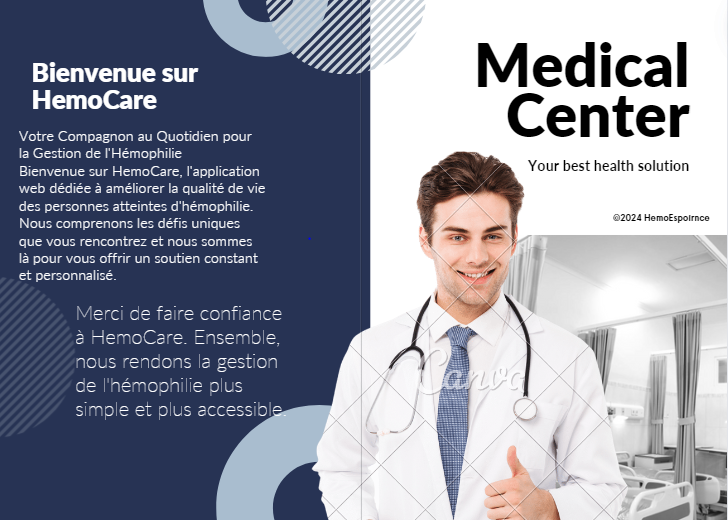 Bienvenue sur
HemoCare
Votre Compagnon au Quotidien pour
la Gestion de l'Hémophilie
Bienvenue sur HemoCare, l'application
web dédiée à améliorer la qualité de vie
des personnes atteintes d'hémophilie.
Nous comprenons les défis uniques
que vous rencontrez et nous sommes
là pour vous offrir un soutien constant
et personnalisé.
Merci de faire confiance
à HemoCare. Ensemble,
nous rendons la gestion
de l'hémophilie plus
simple et plus accessible.
Medical
Center
Your best health solution
©2024 HemoEspoirnce
Canva